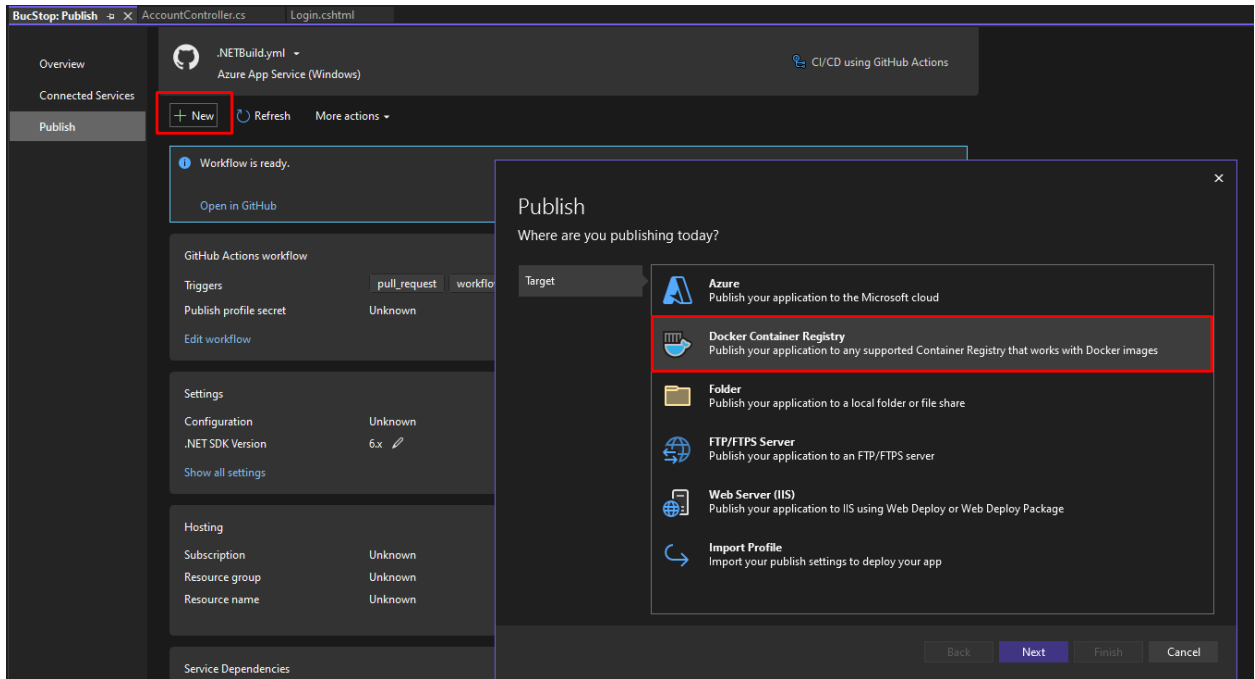 BucStop: Publish
AccountController.cs
Login.cshtml
Overview
Connected Services
Publish
.NETBuild.yml
Azure App Service (Windows)
CI/CD using GitHub Actions
New
Refresh
More actions
Workflow is ready.
Open in GitHub
GitHub Actions workflow
Triggers
pull_request
workflo
Publish profile secret
Unknown
Edit workflow
Settings
Configuration
Unknown
.NET SDK Version
6.x
Show all settings
Hosting
Subscription
Unknown
Resource group
Unknown
Resource name
Unknown
Service Dependencies
Publish
Where are you publishing today?
Target
Azure
Publish your application to the Microsoft cloud
Docker Container Registry
Publish your application to any supported Container Registry that works with Docker images
Folder
Publish your application to a local folder or file share
FTP/FTPS Server
Publish your application to an FTP/FTPS server
Web Server (IIS)
Publish your application to IIS using Web Deploy or Web Deploy Package
Import Profile
Import your publish settings to deploy your app
Back
Next
Finish
Cancel